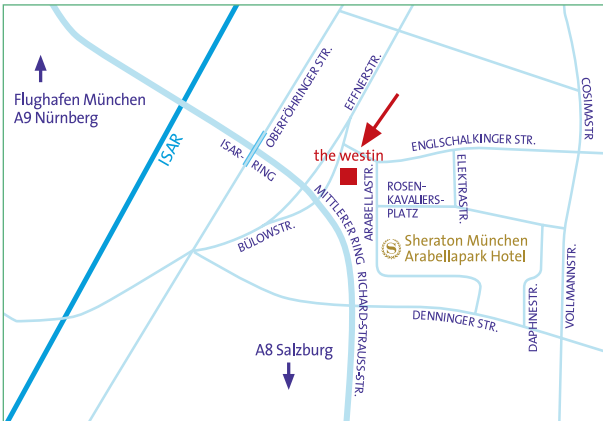 Flughafen München
A9 Nürnberg
ISAR
ISAR-
RING
OBERFÖHRINGER STR.
EFFNERSTR.
COSIMASTR.
ENGLSCHALKINGER STR.
the westin
ELEKTRASTR.
ROSEN-
KAVALIERS-
PLATZ
ARABELLASTR.
MITTLERER RING
BÜLOWSTR.
S
Sheraton München
Arabellapark Hotel
RICHARD-STRAUSS-STR.
VOLLMANNSTR.
DAPHNESTR.
DENNINGER STR.
A8 Salzburg